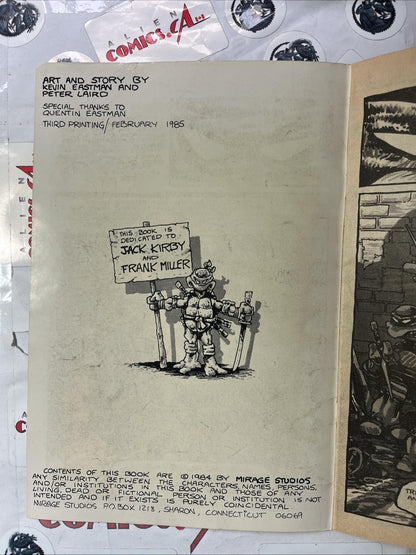 ALIEN
COMICS.CA
ART AND STORY BY
KEVIN EASTMAN AND
PETER LAIRD
SPECIAL THANKS TO
QUENTIN EASTMAN
THIRD PRINTING/FEBRUARY 1985
THIS BOOK IS
DEDICATED TO:
JACK KIRBY
AND
FRANK MILLER
CONTENTS OF THIS BOOK ARE © 1984 BY MIRAGE STUDIOS
ANY SIMILARITY BETWEEN THE CHARACTERS, NAMES, PERSONS,
AND/OR INSTITUTIONS IN THIS BOOK AND THOSE OF ANY
LIVING, DEAD OR FICTIONAL PERSON OR INSTITUTION IS NOT
INTENDED AND IF IT EXISTS IS PURELY COINCIDENTAL
MIRAGE STUDIOS P.O. BOX 1218, SHARON, CONNECTICUT 06069